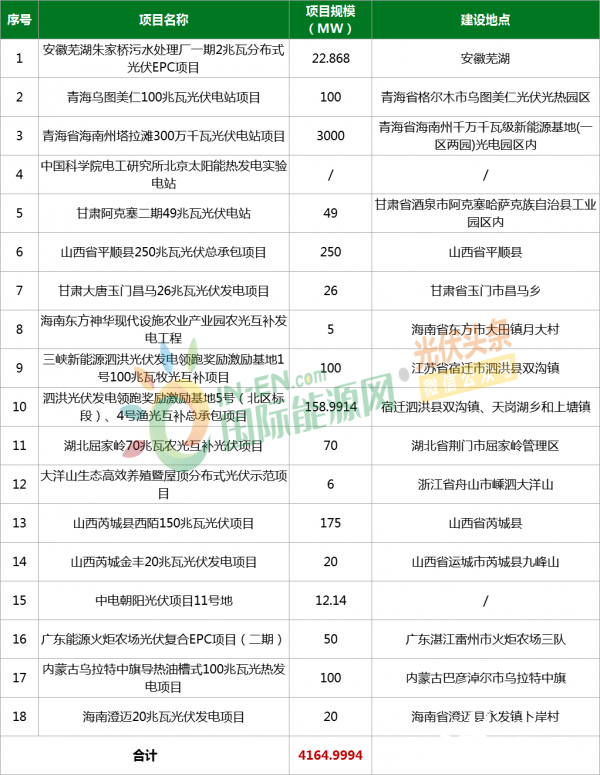 序号 项目名称 项目规模（MW） 建设地点
1 安徽芜湖朱家桥污水处理厂一期2兆瓦分布式光伏EPC项目 22.868 安徽芜湖
2 青海乌图美仁100兆瓦光伏电站项目 100 青海省格尔木市乌图美仁光伏光热园区
3 青海省海南州塔拉滩300万千瓦光伏电站项目 3000 青海省海南州千万千瓦级新能源基地(一区两园)光电园区内
4 中国科学院电工研究所北京太阳能热发电实验电站 / /
5 甘肃阿克塞二期49兆瓦光伏电站 49 甘肃省酒泉市阿克塞哈萨克族自治县工业园区内
6 山西省平顺县250兆瓦光伏总承包项目 250 山西省平顺县
7 甘肃大唐玉门昌马26兆瓦光伏发电项目 26 甘肃省玉门市昌马乡
8 海南东方神华现代设施农业产业园农光互补发电工程 5 海南省东方市大田镇月大村
9 三峡新能源泗洪光伏发电领跑奖励激励基地1号100兆瓦牧光互补项目 100 江苏省宿迁市泗洪县双沟镇
10 泗洪光伏发电领跑奖励激励基地5号（北区标段）、4号渔光互补总承包项目 158.9914 宿迁泗洪县双沟镇、天岗湖乡和上塘镇
11 湖北屈家岭70兆瓦农光互补光伏项目 70 湖北省荆门市屈家岭管理区
12 大洋山生态高效养殖暨屋顶分布式光伏示范项目 6 浙江省舟山市嵊泗大洋山
13 山西芮城县西陌150兆瓦光伏项目 175 山西省芮城县
14 山西芮城金丰20兆瓦光伏发电项目 20 山西省运城市芮城县九峰山
15 中电朝阳光伏项目11号地 12.14 /
16 广东能源火炬农场光伏复合EPC项目（二期） 50 广东湛江雷州市火炬农场三队
17 内蒙古乌拉特中旗导热油槽式100兆瓦光热发电项目 100 内蒙古巴彦淖尔市乌拉特中旗
18 海南澄迈20兆瓦光伏发电项目 20 海南省澄迈县永发镇卜岸村
合计 4164.9994
IN-EN.com
国际能源网
光伏头条
微信公众号